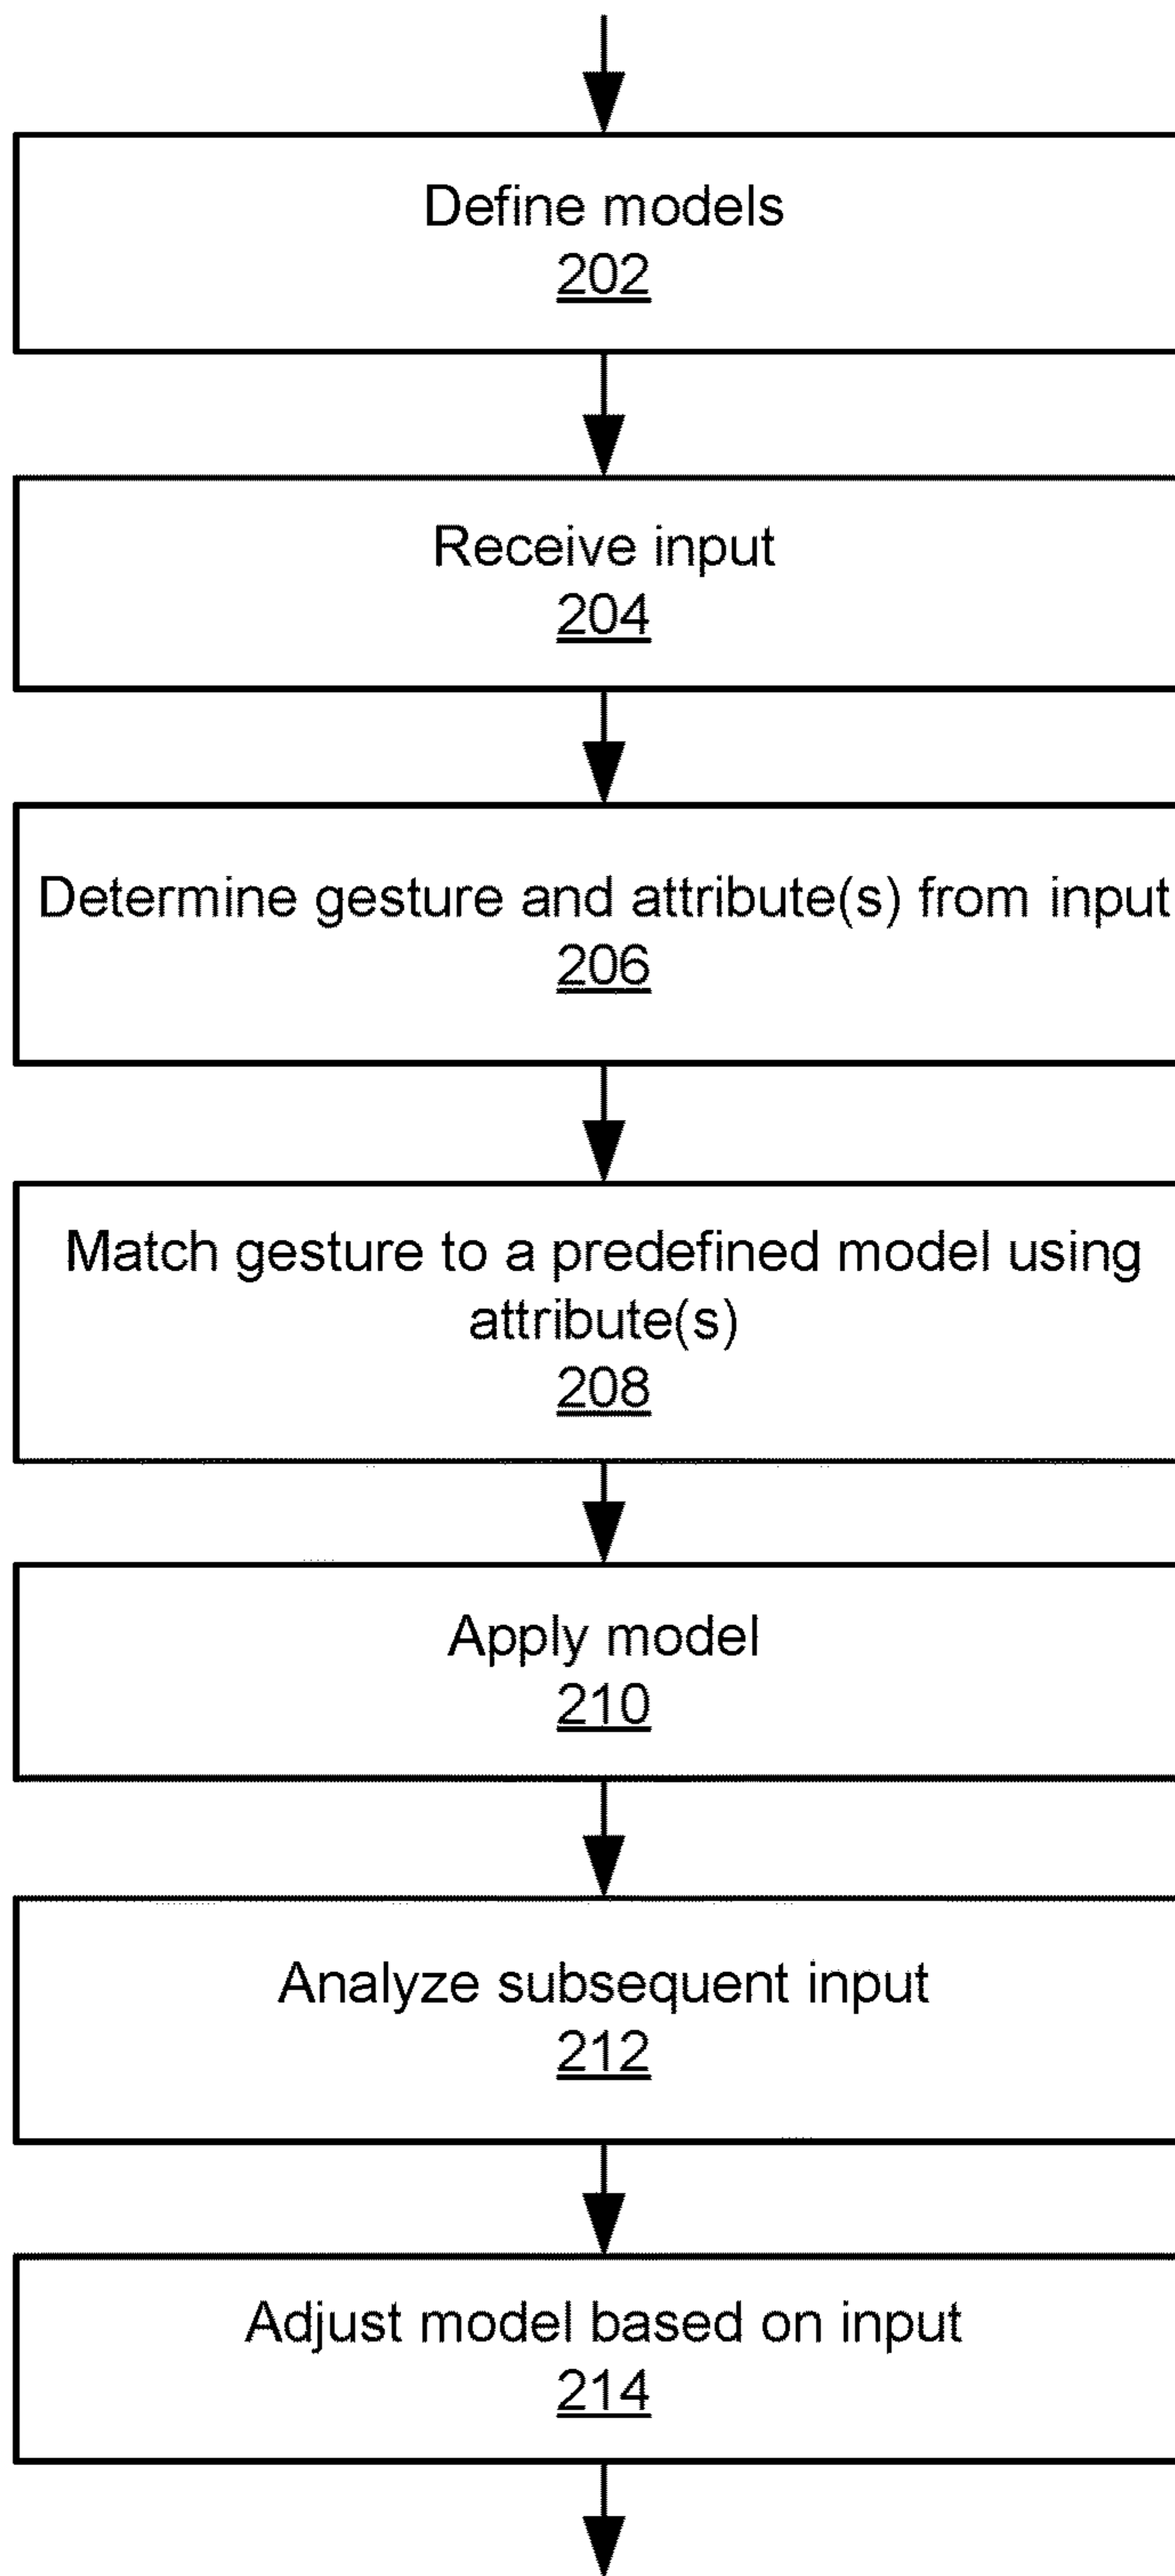 Define models
202
Receive input
204
Determine gesture and attribute(s) from input
206
Match gesture to a predefined model using
attribute(s)
208
Apply model
210
Analyze subsequent input
212
Adjust model based on input
214